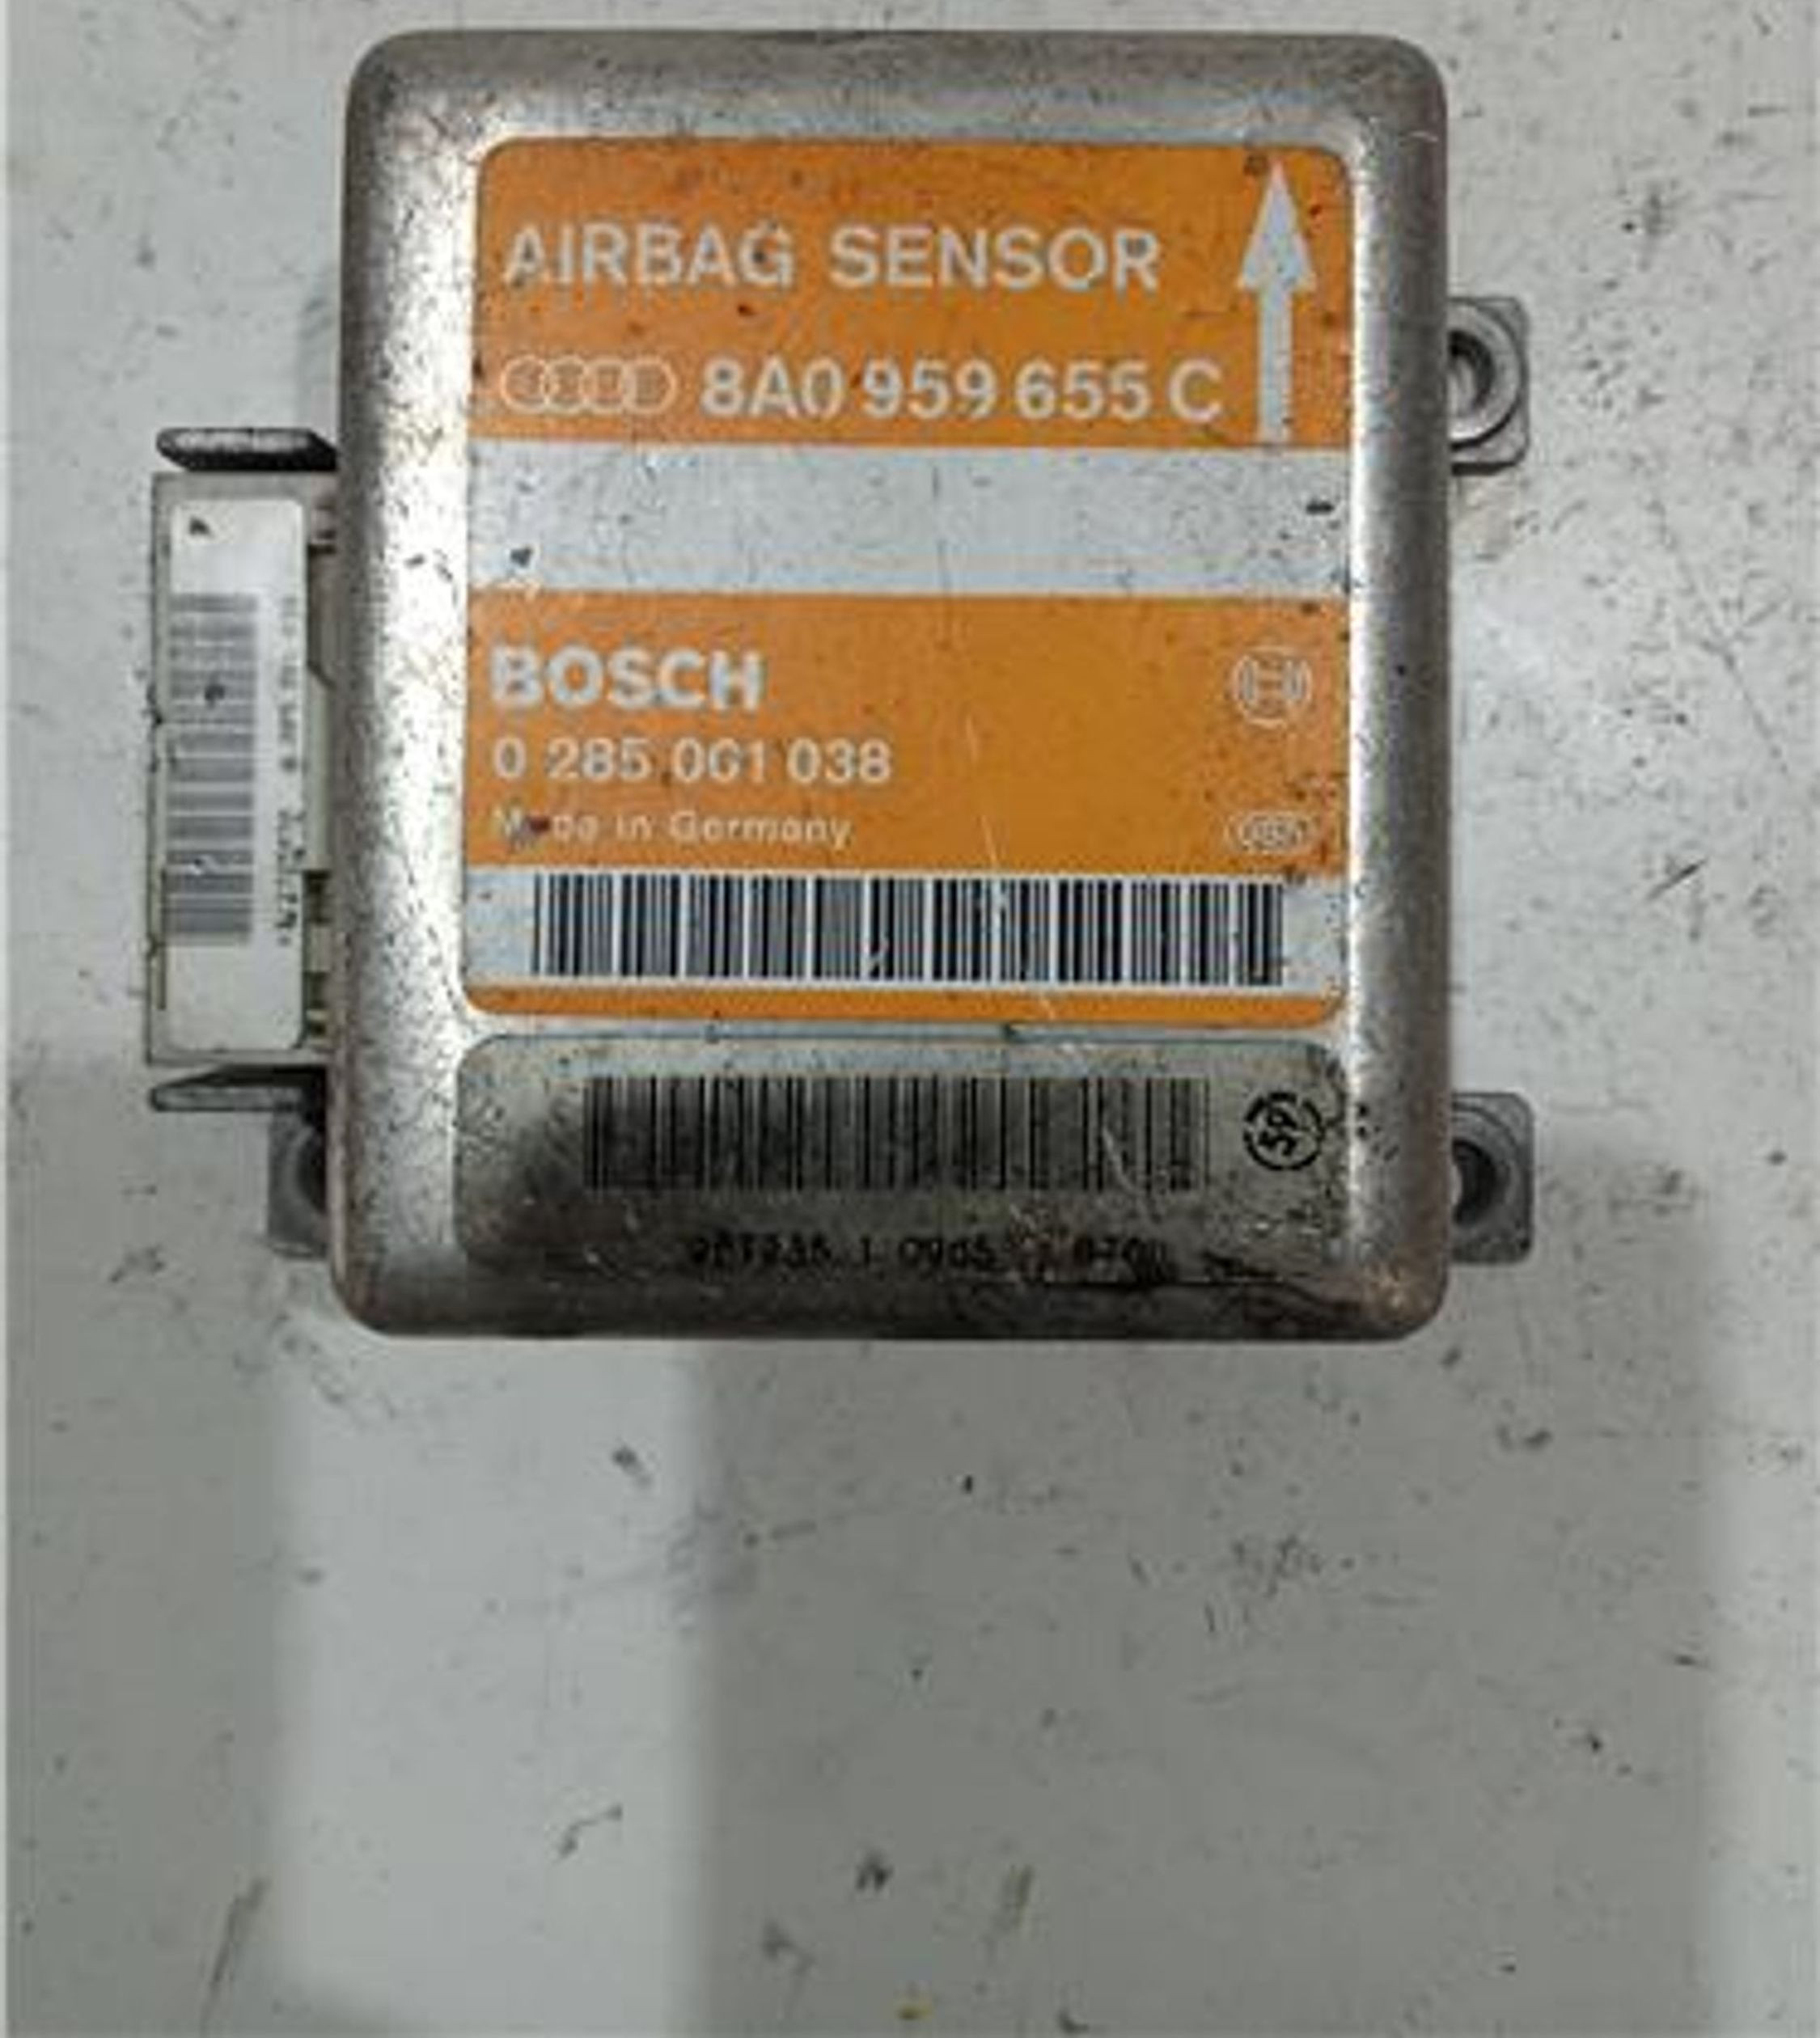 AIRBAG SENSOR
8A0 959 655 C
BOSCH
0 285 001 038
Made in Germany